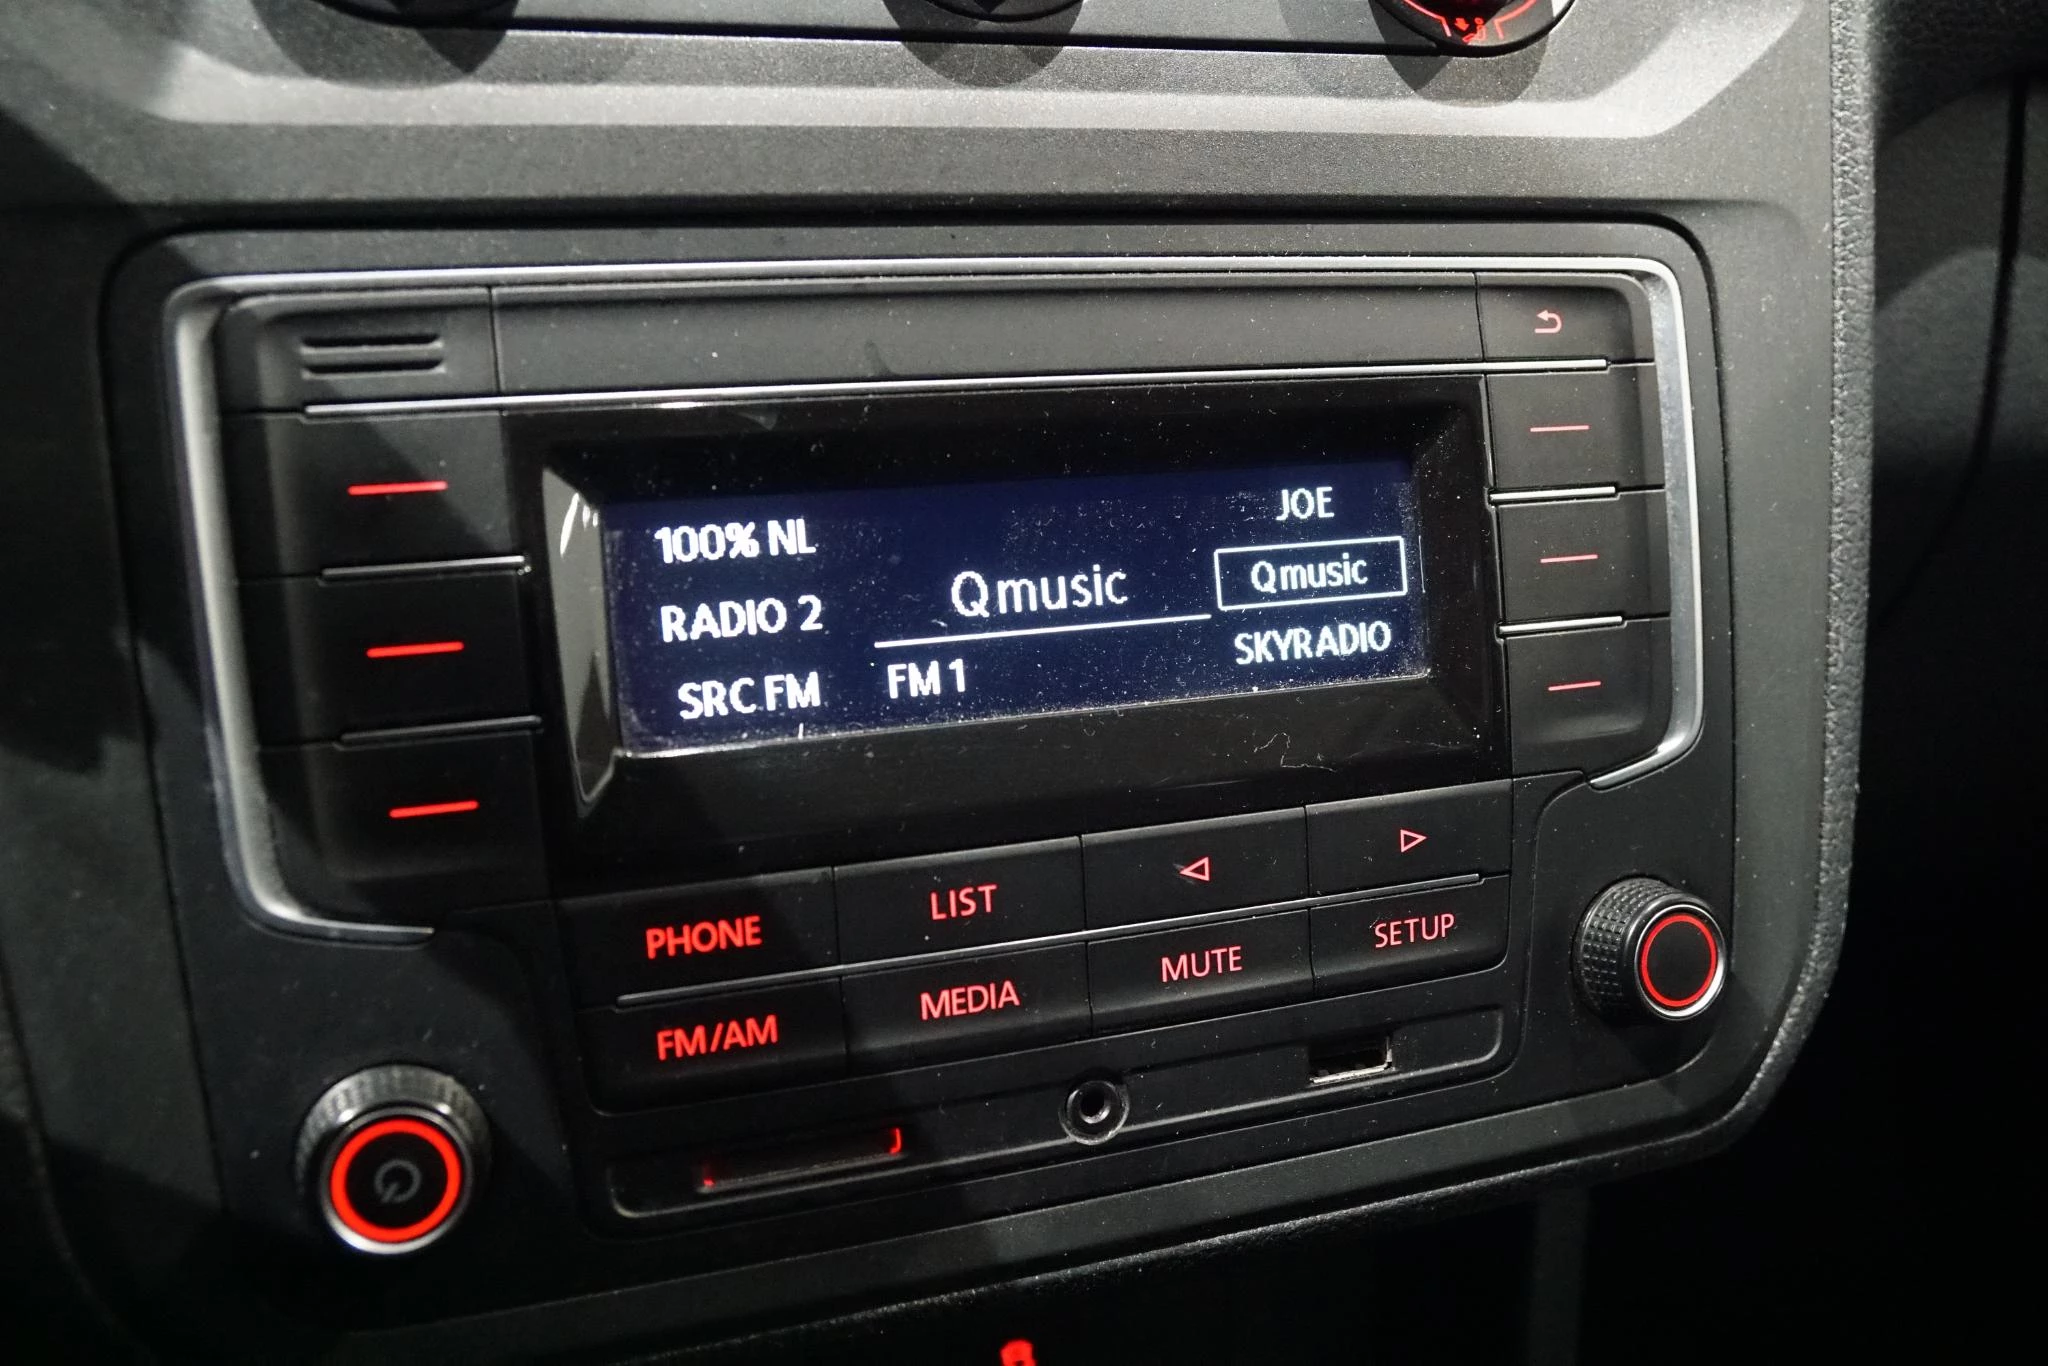 100% NL
RADIO 2
SRC FM
Qmusic
FM 1
JOE
Qmusic
SKYRADIO
PHONE
LIST
FM/AM
MEDIA
MUTE
SETUP